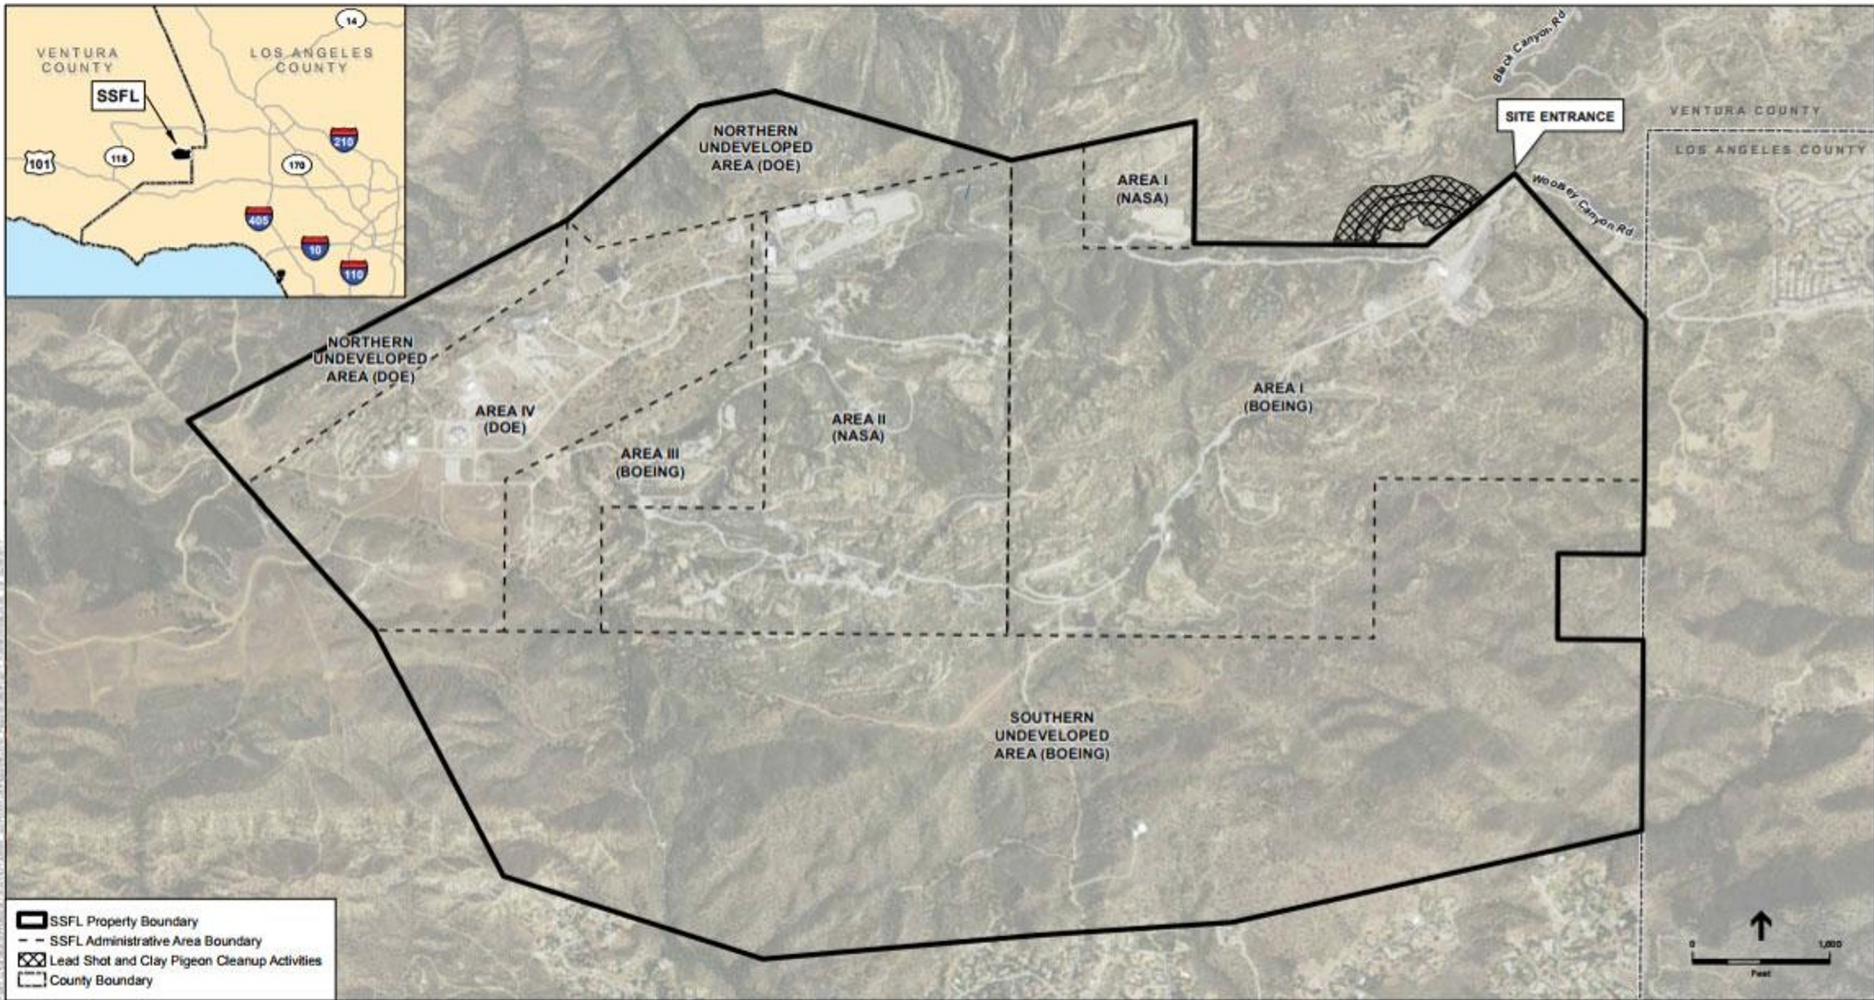 14
VENTURA
COUNTY
LOS ANGELES
COUNTY
SSFL
210
101
118
170
405
10
110
Black Canyon Rd
SITE ENTRANCE
VENTURA COUNTY
LOS ANGELES COUNTY
Woolsey Canyon Rd
NORTHERN
UNDEVELOPED
AREA (DOE)
AREA I
(NASA)
NORTHERN
UNDEVELOPED
AREA (DOE)
AREA IV
(DOE)
AREA III
(BOEING)
AREA II
(NASA)
AREA I
(BOEING)
SOUTHERN
UNDEVELOPED
AREA (BOEING)
SSFL Property Boundary
SSFL Administrative Area Boundary
Lead Shot and Clay Pigeon Cleanup Activities
County Boundary
0 1,000
Feet